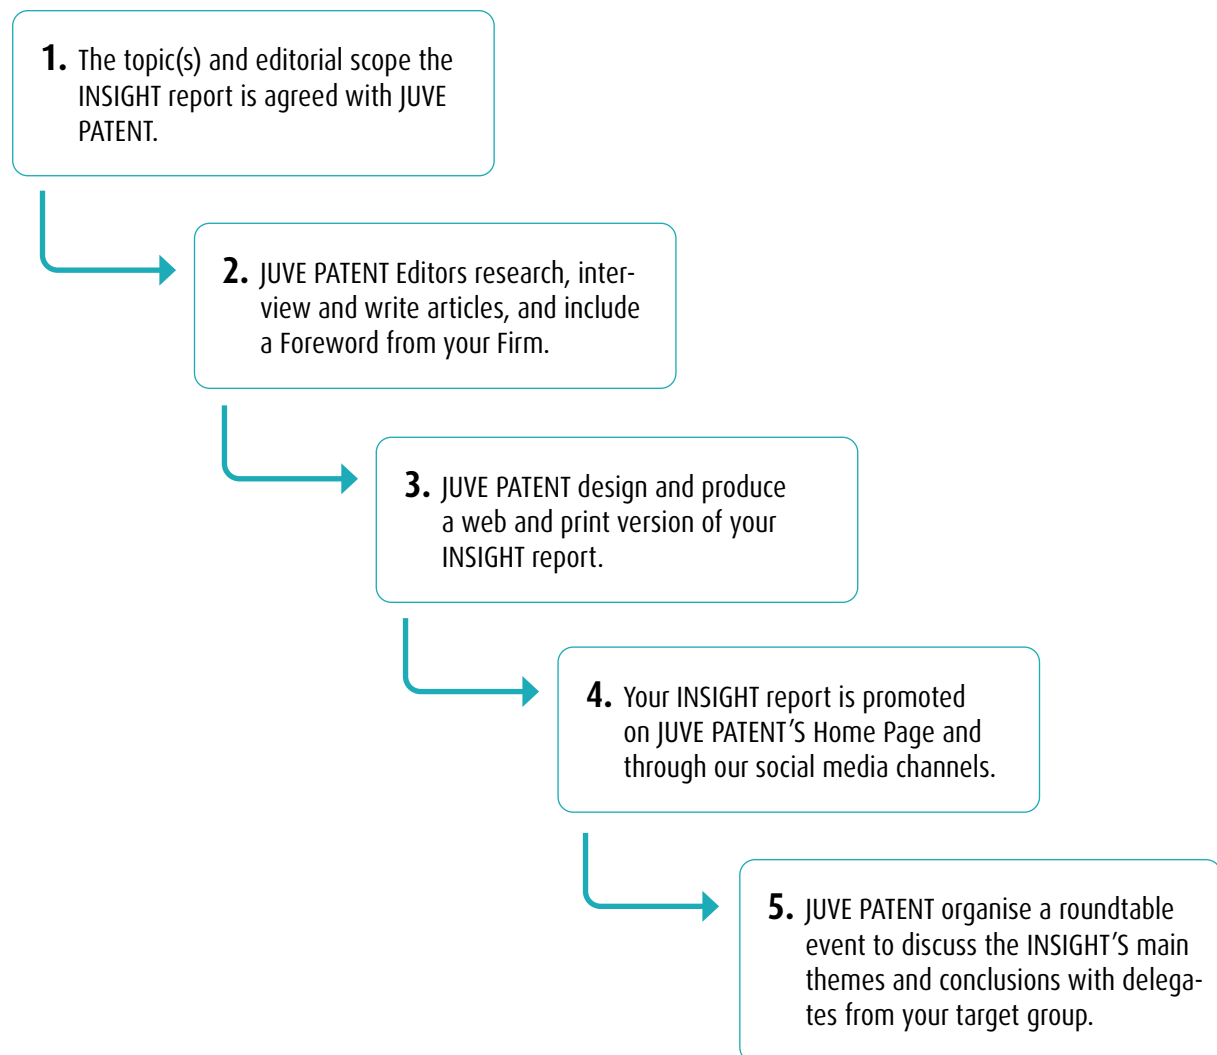 1. The topic(s) and editorial scope the
INSIGHT report is agreed with JUVE
PATENT.
2. JUVE PATENT Editors research, inter-
view and write articles, and include
a Foreword from your Firm.
3. JUVE PATENT design and produce
a web and print version of your
INSIGHT report.
4. Your INSIGHT report is promoted
on JUVE PATENT'S Home Page and
through our social media channels.
5. JUVE PATENT organise a roundtable
event to discuss the INSIGHT'S main
themes and conclusions with delega-
tes from your target group.